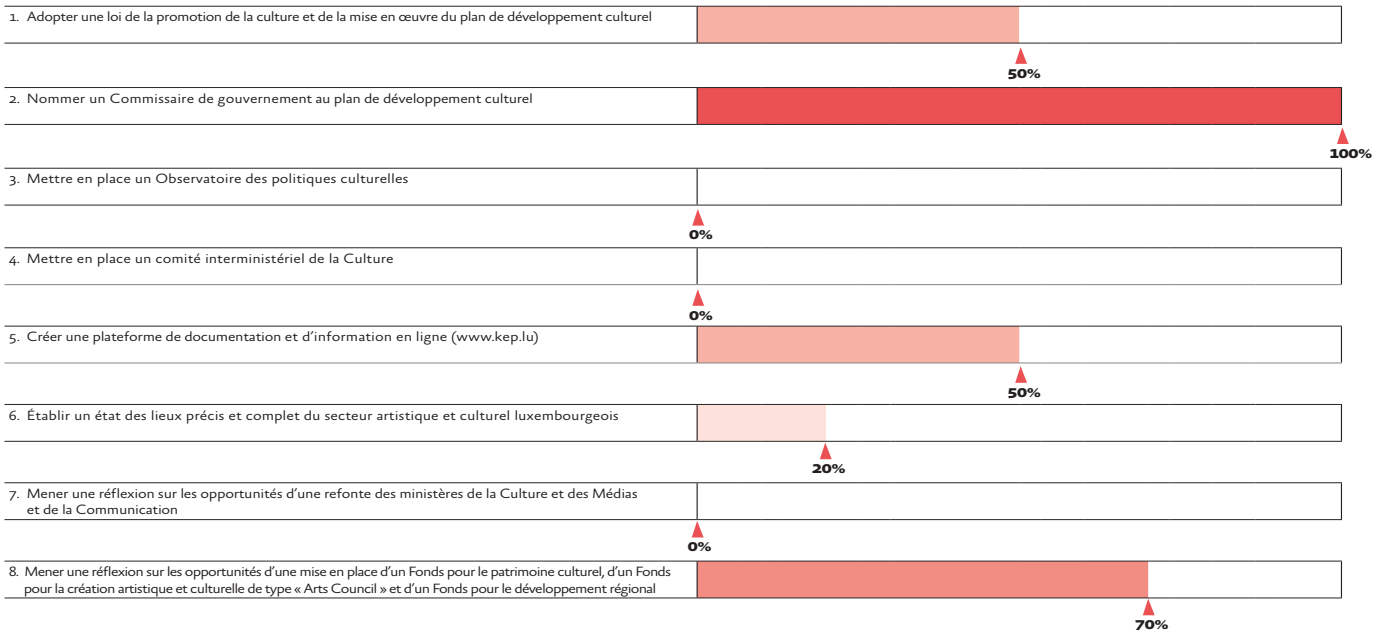 1. Adopter une loi de la promotion de la culture et de la mise en œuvre du plan de développement culturel
50%
2. Nommer un Commissaire de gouvernement au plan de développement culturel
100%
3. Mettre en place un Observatoire des politiques culturelles
0%
4. Mettre en place un comité interministériel de la Culture
0%
5. Créer une plateforme de documentation et d'information en ligne (www.kep.lu)
50%
6. Établir un état des lieux précis et complet du secteur artistique et culturel luxembourgeois
20%
7. Mener une réflexion sur les opportunités d'une refonte des ministères de la Culture et des Médias
et de la Communication
0%
8. Mener une réflexion sur les opportunités d'une mise en place d'un Fonds pour le patrimoine culturel, d'un Fonds
pour la création artistique et culturelle de type « Arts Council » et d'un Fonds pour le développement régional
70%